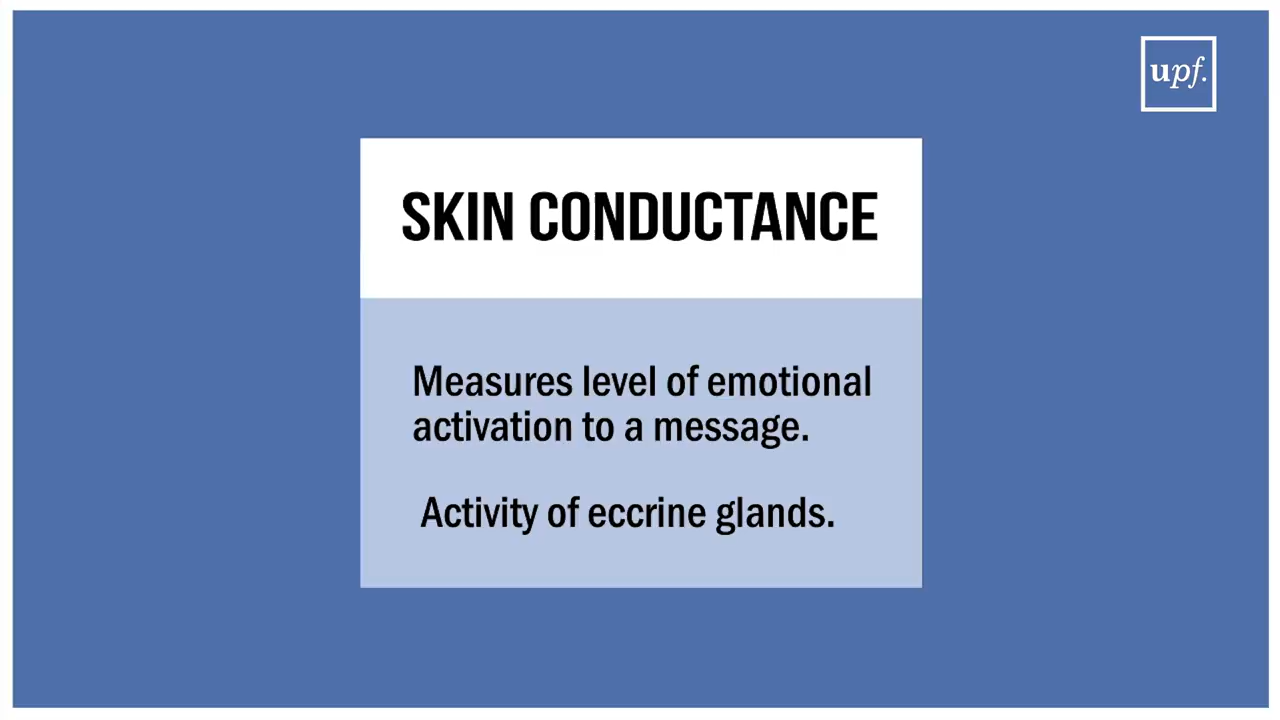 upf.
SKIN CONDUCTANCE
Measures level of emotional
activation to a message.
Activity of eccrine glands.